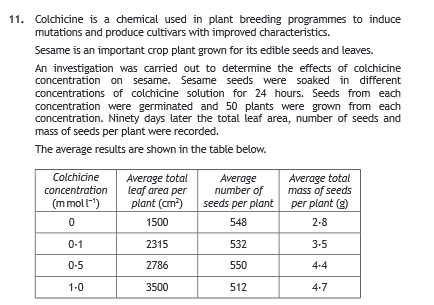 11. Colchicine is a chemical used in plant breeding programmes to induce
mutations and produce cultivars with improved characteristics.
Sesame is an important crop plant grown for its edible seeds and leaves.
An investigation was carried out to determine the effects of colchicine
concentration on sesame. Sesame seeds were soaked in different
concentrations of colchicine solution for 24 hours. Seeds from each
concentration were germinated and 50 plants were grown from each
concentration. Ninety days later the total leaf area, number of seeds and
mass of seeds per plant were recorded.
The average results are shown in the table below.
Colchicine Average total Average Average total
concentration leaf area per number of mass of seeds
(m mol l⁻¹) plant (cm²) seeds per plant per plant (g)
0 1500 548 2·8
0·1 2315 532 3·5
0·5 2786 550 4·4
1·0 3500 512 4·7